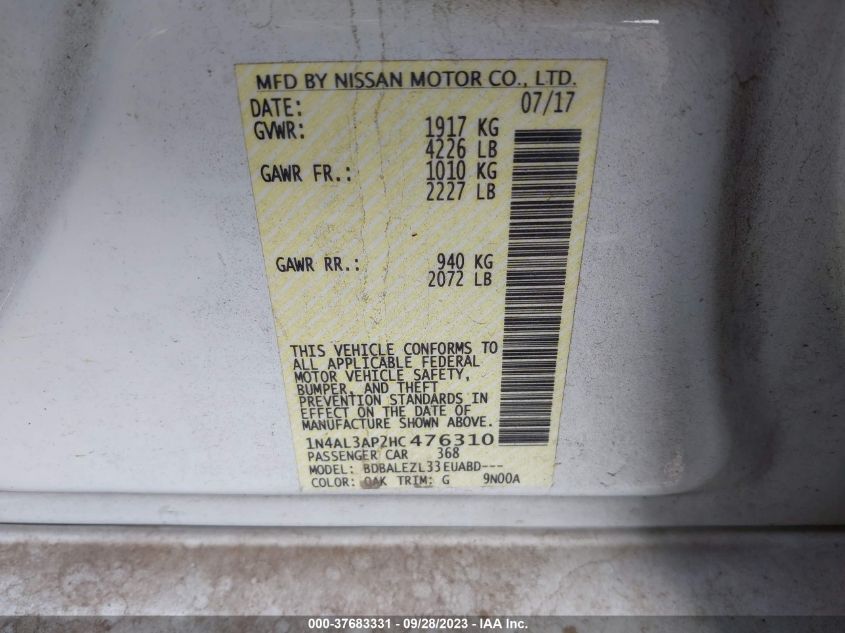 MFD BY NISSAN MOTOR CO., LTD.
DATE: 07/17
GVWR: 1917 KG
4226 LB
GAWR FR.: 1010 KG
2227 LB
GAWR RR.: 940 KG
2072 LB
THIS VEHICLE CONFORMS TO
ALL APPLICABLE FEDERAL
MOTOR VEHICLE SAFETY,
BUMPER, AND THEFT
PREVENTION STANDARDS IN
EFFECT ON THE DATE OF
MANUFACTURE SHOWN ABOVE.
1N4AL3AP2HC476310
PASSENGER CAR 368
MODEL: BDBALEZL33EUABD---
COLOR: QAK TRIM: G 9N00A
000-37683331 - 09/28/2023 - IAA Inc.